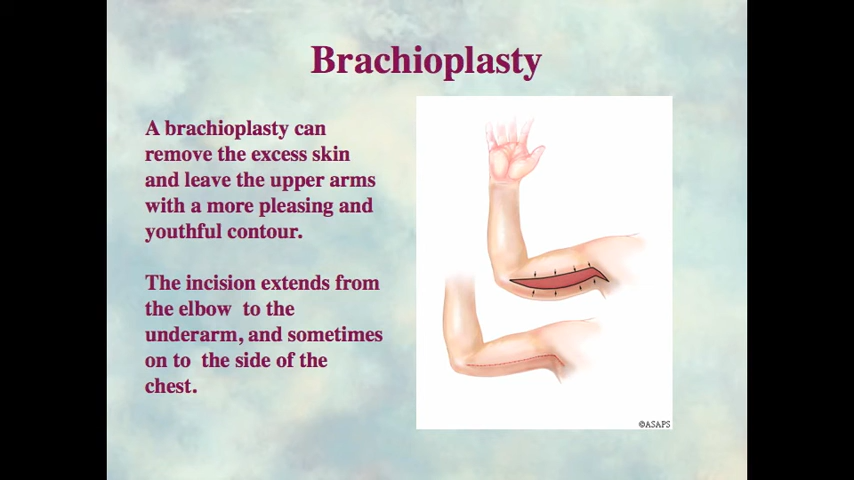 Brachioplasty
A brachioplasty can
remove the excess skin
and leave the upper arms
with a more pleasing and
youthful contour.
The incision extends from
the elbow to the
underarm, and sometimes
on to the side of the
chest.
©ASAPS